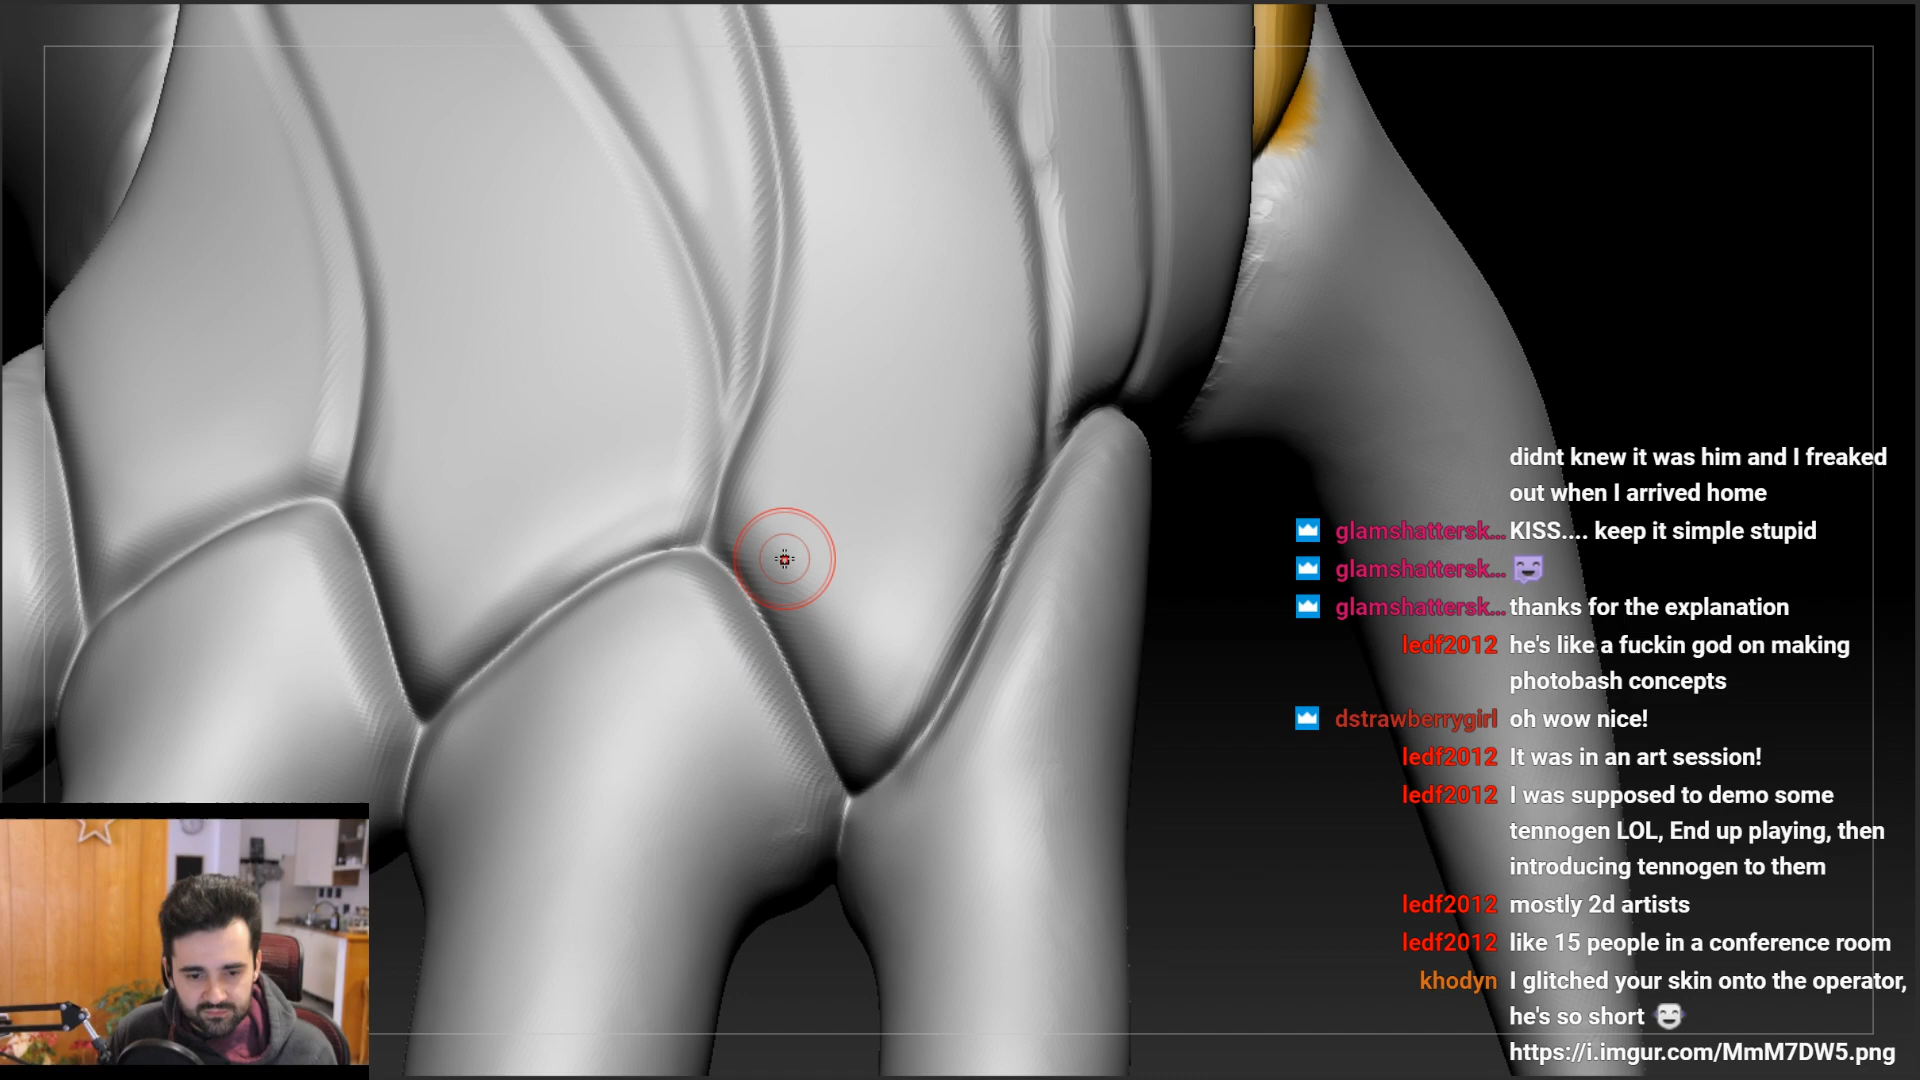 didnt knew it was him and I freaked
out when I arrived home
glamshattersk... KISS.... keep it simple stupid
glamshattersk...
glamshattersk... thanks for the explanation
ledf2012 he's like a fuckin god on making
photobash concepts
dstrawberrygirl oh wow nice!
ledf2012 It was in an art session!
ledf2012 I was supposed to demo some
tennogen LOL, End up playing, then
introducing tennogen to them
ledf2012 mostly 2d artists
ledf2012 like 15 people in a conference room
khodyn I glitched your skin onto the operator,
he's so short
https://i.imgur.com/MmM7DW5.png